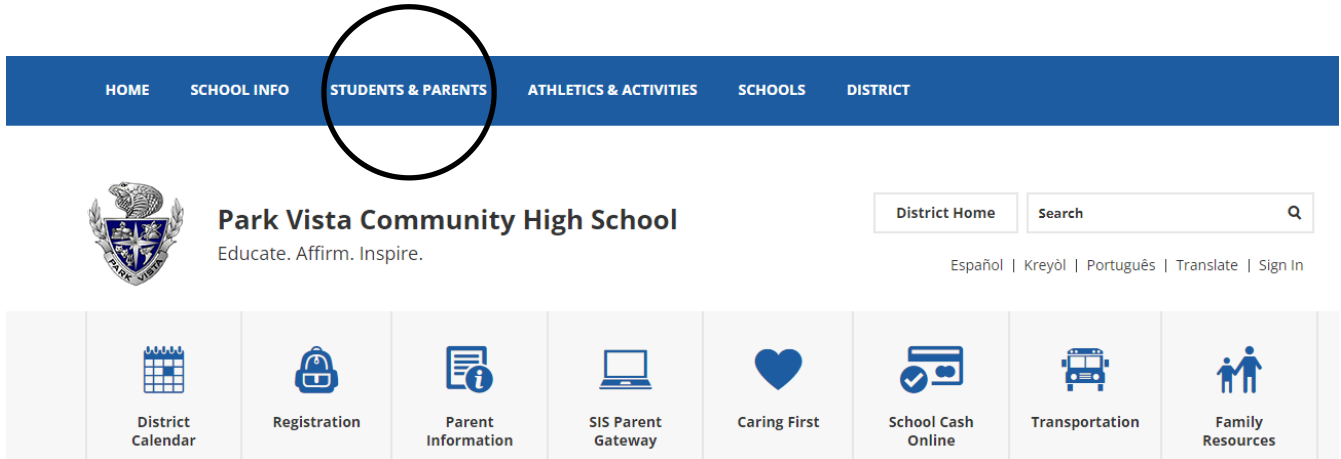 HOME SCHOOL INFO STUDENTS & PARENTS ATHLETICS & ACTIVITIES SCHOOLS DISTRICT
PARK VISTA
Park Vista Community High School
Educate. Affirm. Inspire.
District Home Search
Español | Kreyòl | Português | Translate | Sign In
District
Calendar
Registration
Parent
Information
SIS Parent
Gateway
Caring First
School Cash
Online
Transportation
Family
Resources